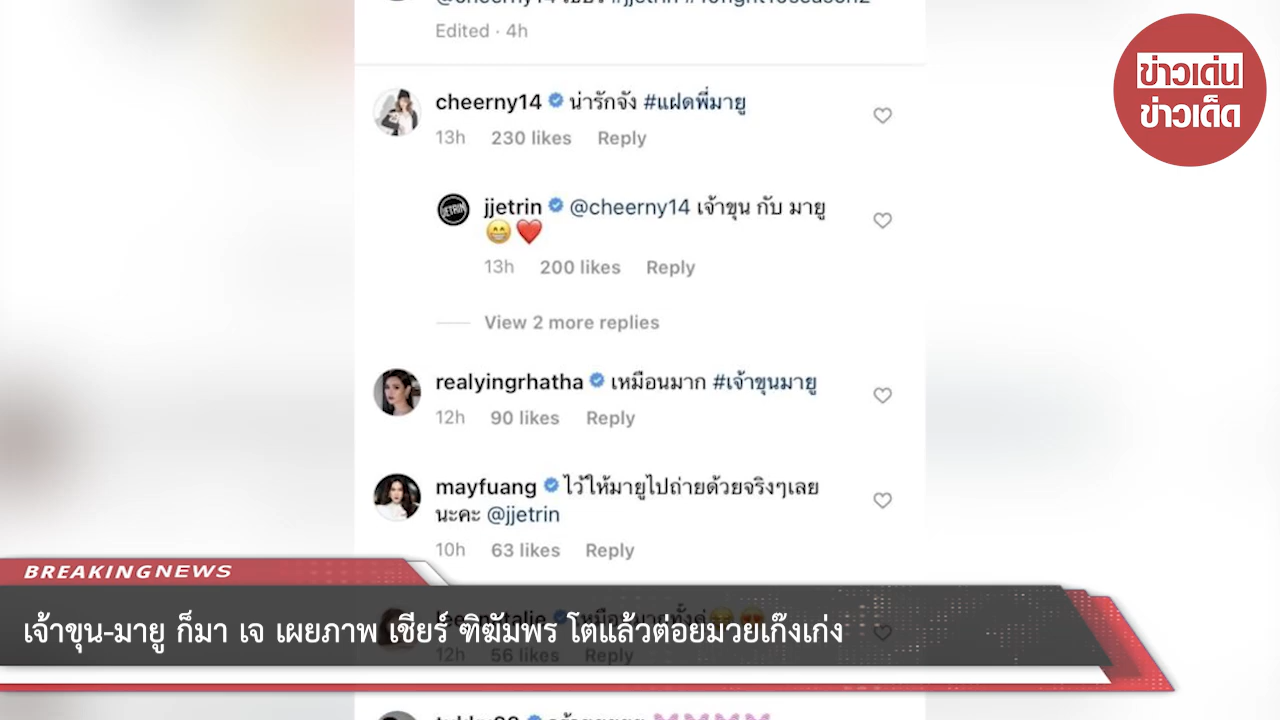 Edited · 4h
ข่าวเด่น
ข่าวเด็ด
cheerny14 น่ารักจัง #แฝดพี่มายู
13h 230 likes Reply
JETRIN
jjetrin @cheerny14 เจ้าขุน กับ มายู
😁❤️
13h 200 likes Reply
View 2 more replies
realyingrhatha เหมือนมาก #เจ้าขุนมายู
12h 90 likes Reply
mayfuang ไว้ให้มายูไปถ่ายด้วยจริงๆเลย
นะคะ @jjetrin
10h 63 likes Reply
BREAKINGNEWS
เจ้าขุน-มายู ก็มา เจ เผยภาพ เชียร์ ฑิฆัมพร โตแล้วต่อยมวยเก๊งเก่ง
12h 56 likes Reply